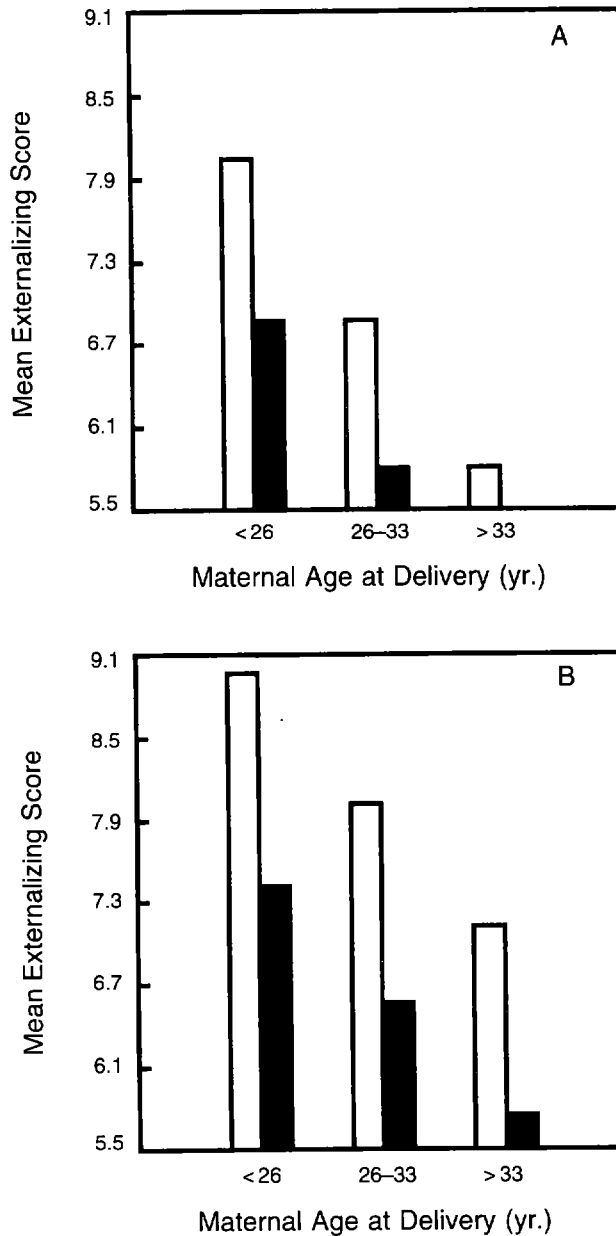 A
Mean Externalizing Score
9.1
8.5
7.9
7.3
6.7
6.1
5.5
<26 26–33 >33
Maternal Age at Delivery (yr.)
B
Mean Externalizing Score
9.1
8.5
7.9
7.3
6.7
6.1
5.5
<26 26–33 >33
Maternal Age at Delivery (yr.)